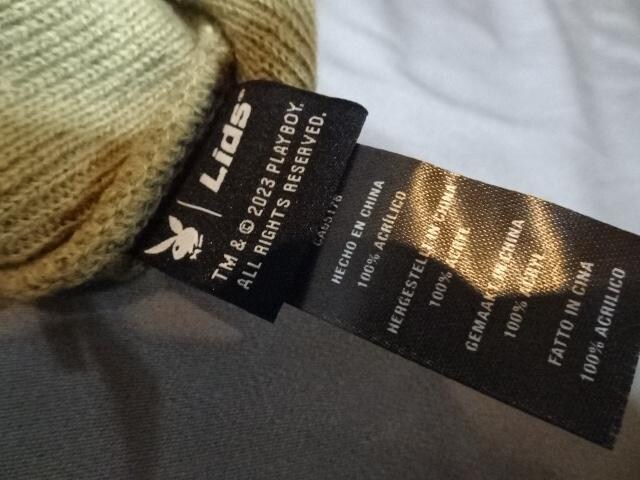 Lids
TM & © 2023 PLAYBOY.
ALL RIGHTS RESERVED.
HECHO EN CHINA
100% ACRÍLICO
HERGESTELLT IN CHINA
100%
GEMAAKT IN CHINA
100%
FATTO IN CINA
100% ACRILICO